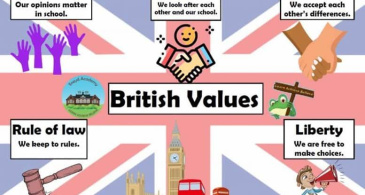 Our opinions matter
in school.
We look after each
other and our school.
We accept each
other's differences.
British Values
Rule of law
We keep to rules.
Liberty
We are free to
make choices.